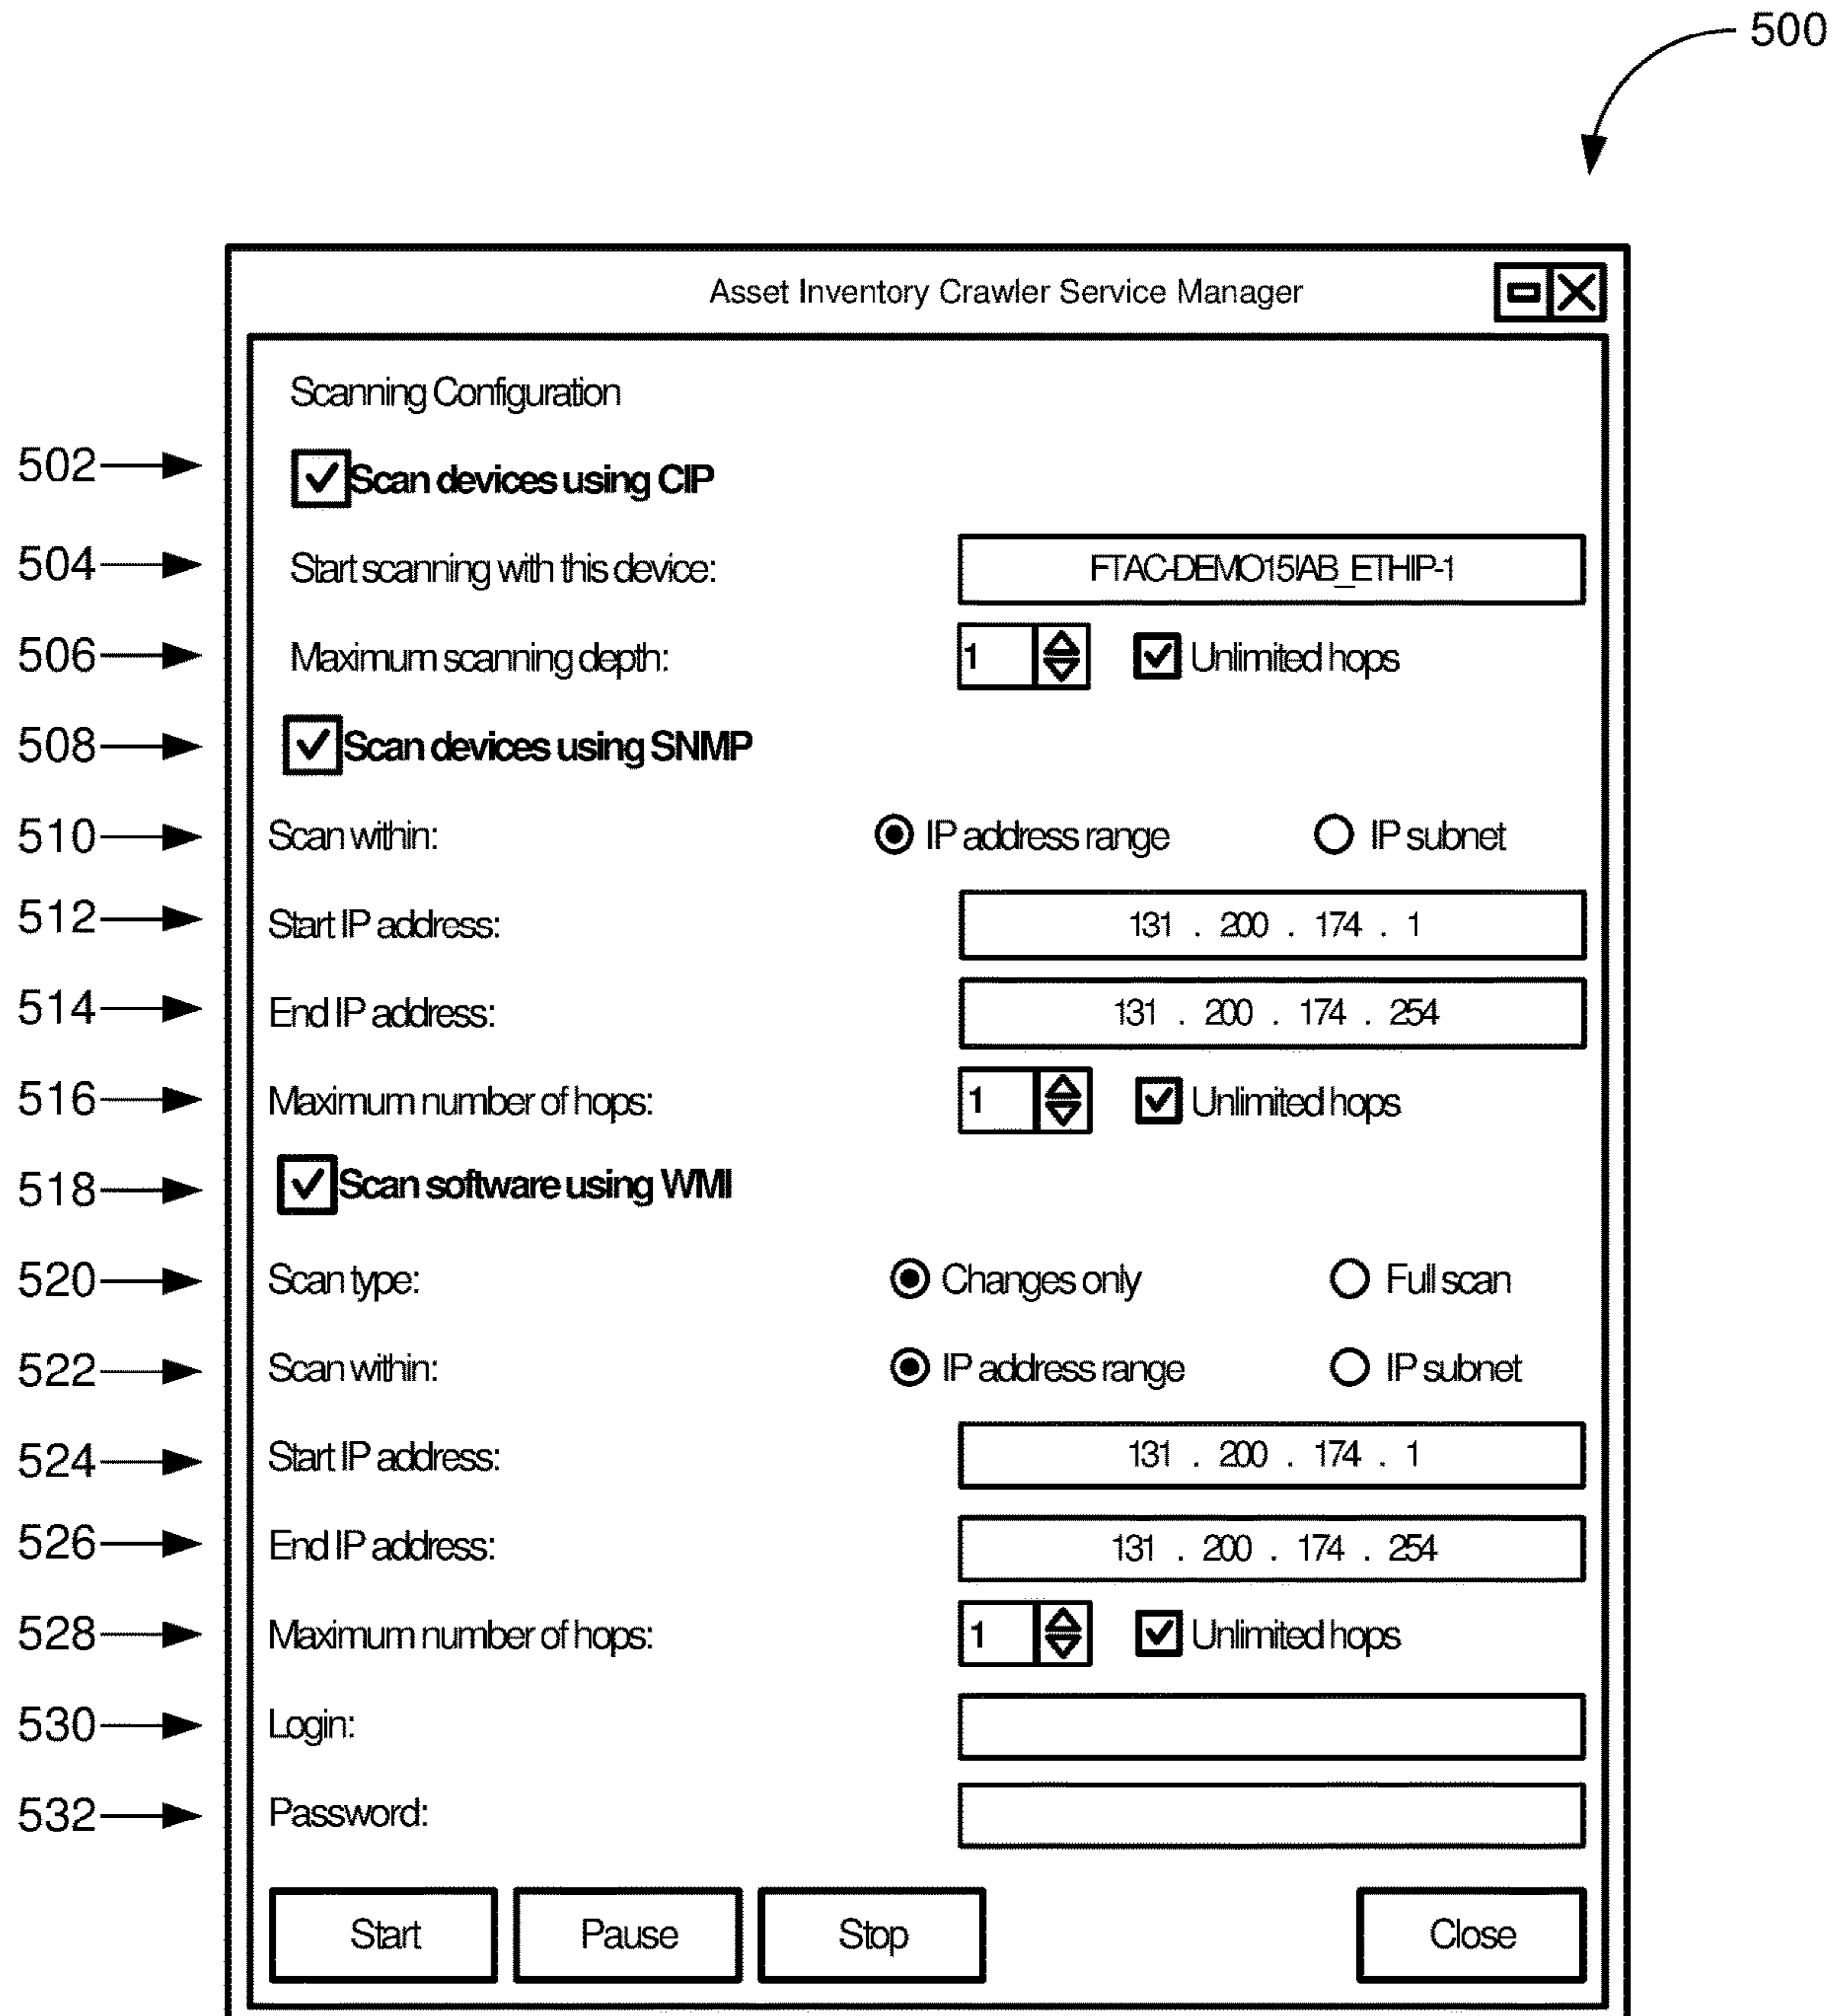 500
Asset Inventory Crawler Service Manager
Scanning Configuration
502 Scan devices using CIP
504 Start scanning with this device: FTAC-DEMO15!AB_ETHIP-1
506 Maximum scanning depth: 1 Unlimited hops
508 Scan devices using SNMP
510 Scan within: IP address range IP subnet
512 Start IP address: 131 . 200 . 174 . 1
514 End IP address: 131 . 200 . 174 . 254
516 Maximum number of hops: 1 Unlimited hops
518 Scan software using WMI
520 Scan type: Changes only Full scan
522 Scan within: IP address range IP subnet
524 Start IP address: 131 . 200 . 174 . 1
526 End IP address: 131 . 200 . 174 . 254
528 Maximum number of hops: 1 Unlimited hops
530 Login:
532 Password:
Start Pause Stop Close